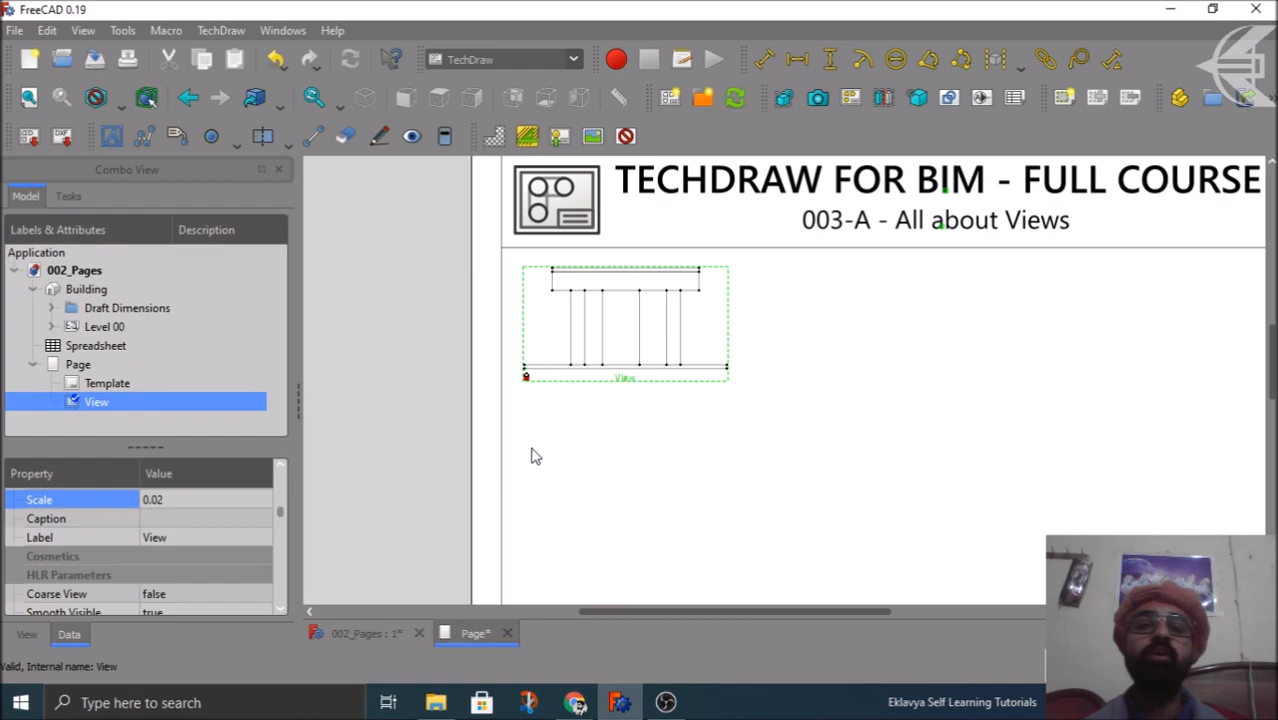 FreeCAD 0.19
File Edit View Tools Macro TechDraw Windows Help
TechDraw
Combo View
Model Tasks
Labels & Attributes Description
Application
002_Pages
Building
Draft Dimensions
Level 00
Spreadsheet
Page
Template
View
Property Value
Scale 0.02
Caption
Label View
Cosmetics
HLR Parameters
Coarse View false
Smooth Visible true
View Data
Valid, Internal name: View
TECHDRAW FOR BIM - FULL COURSE
003-A - All about Views
View
002_Pages : 1*
Page*
Type here to search
Eklavya Self Learning Tutorials